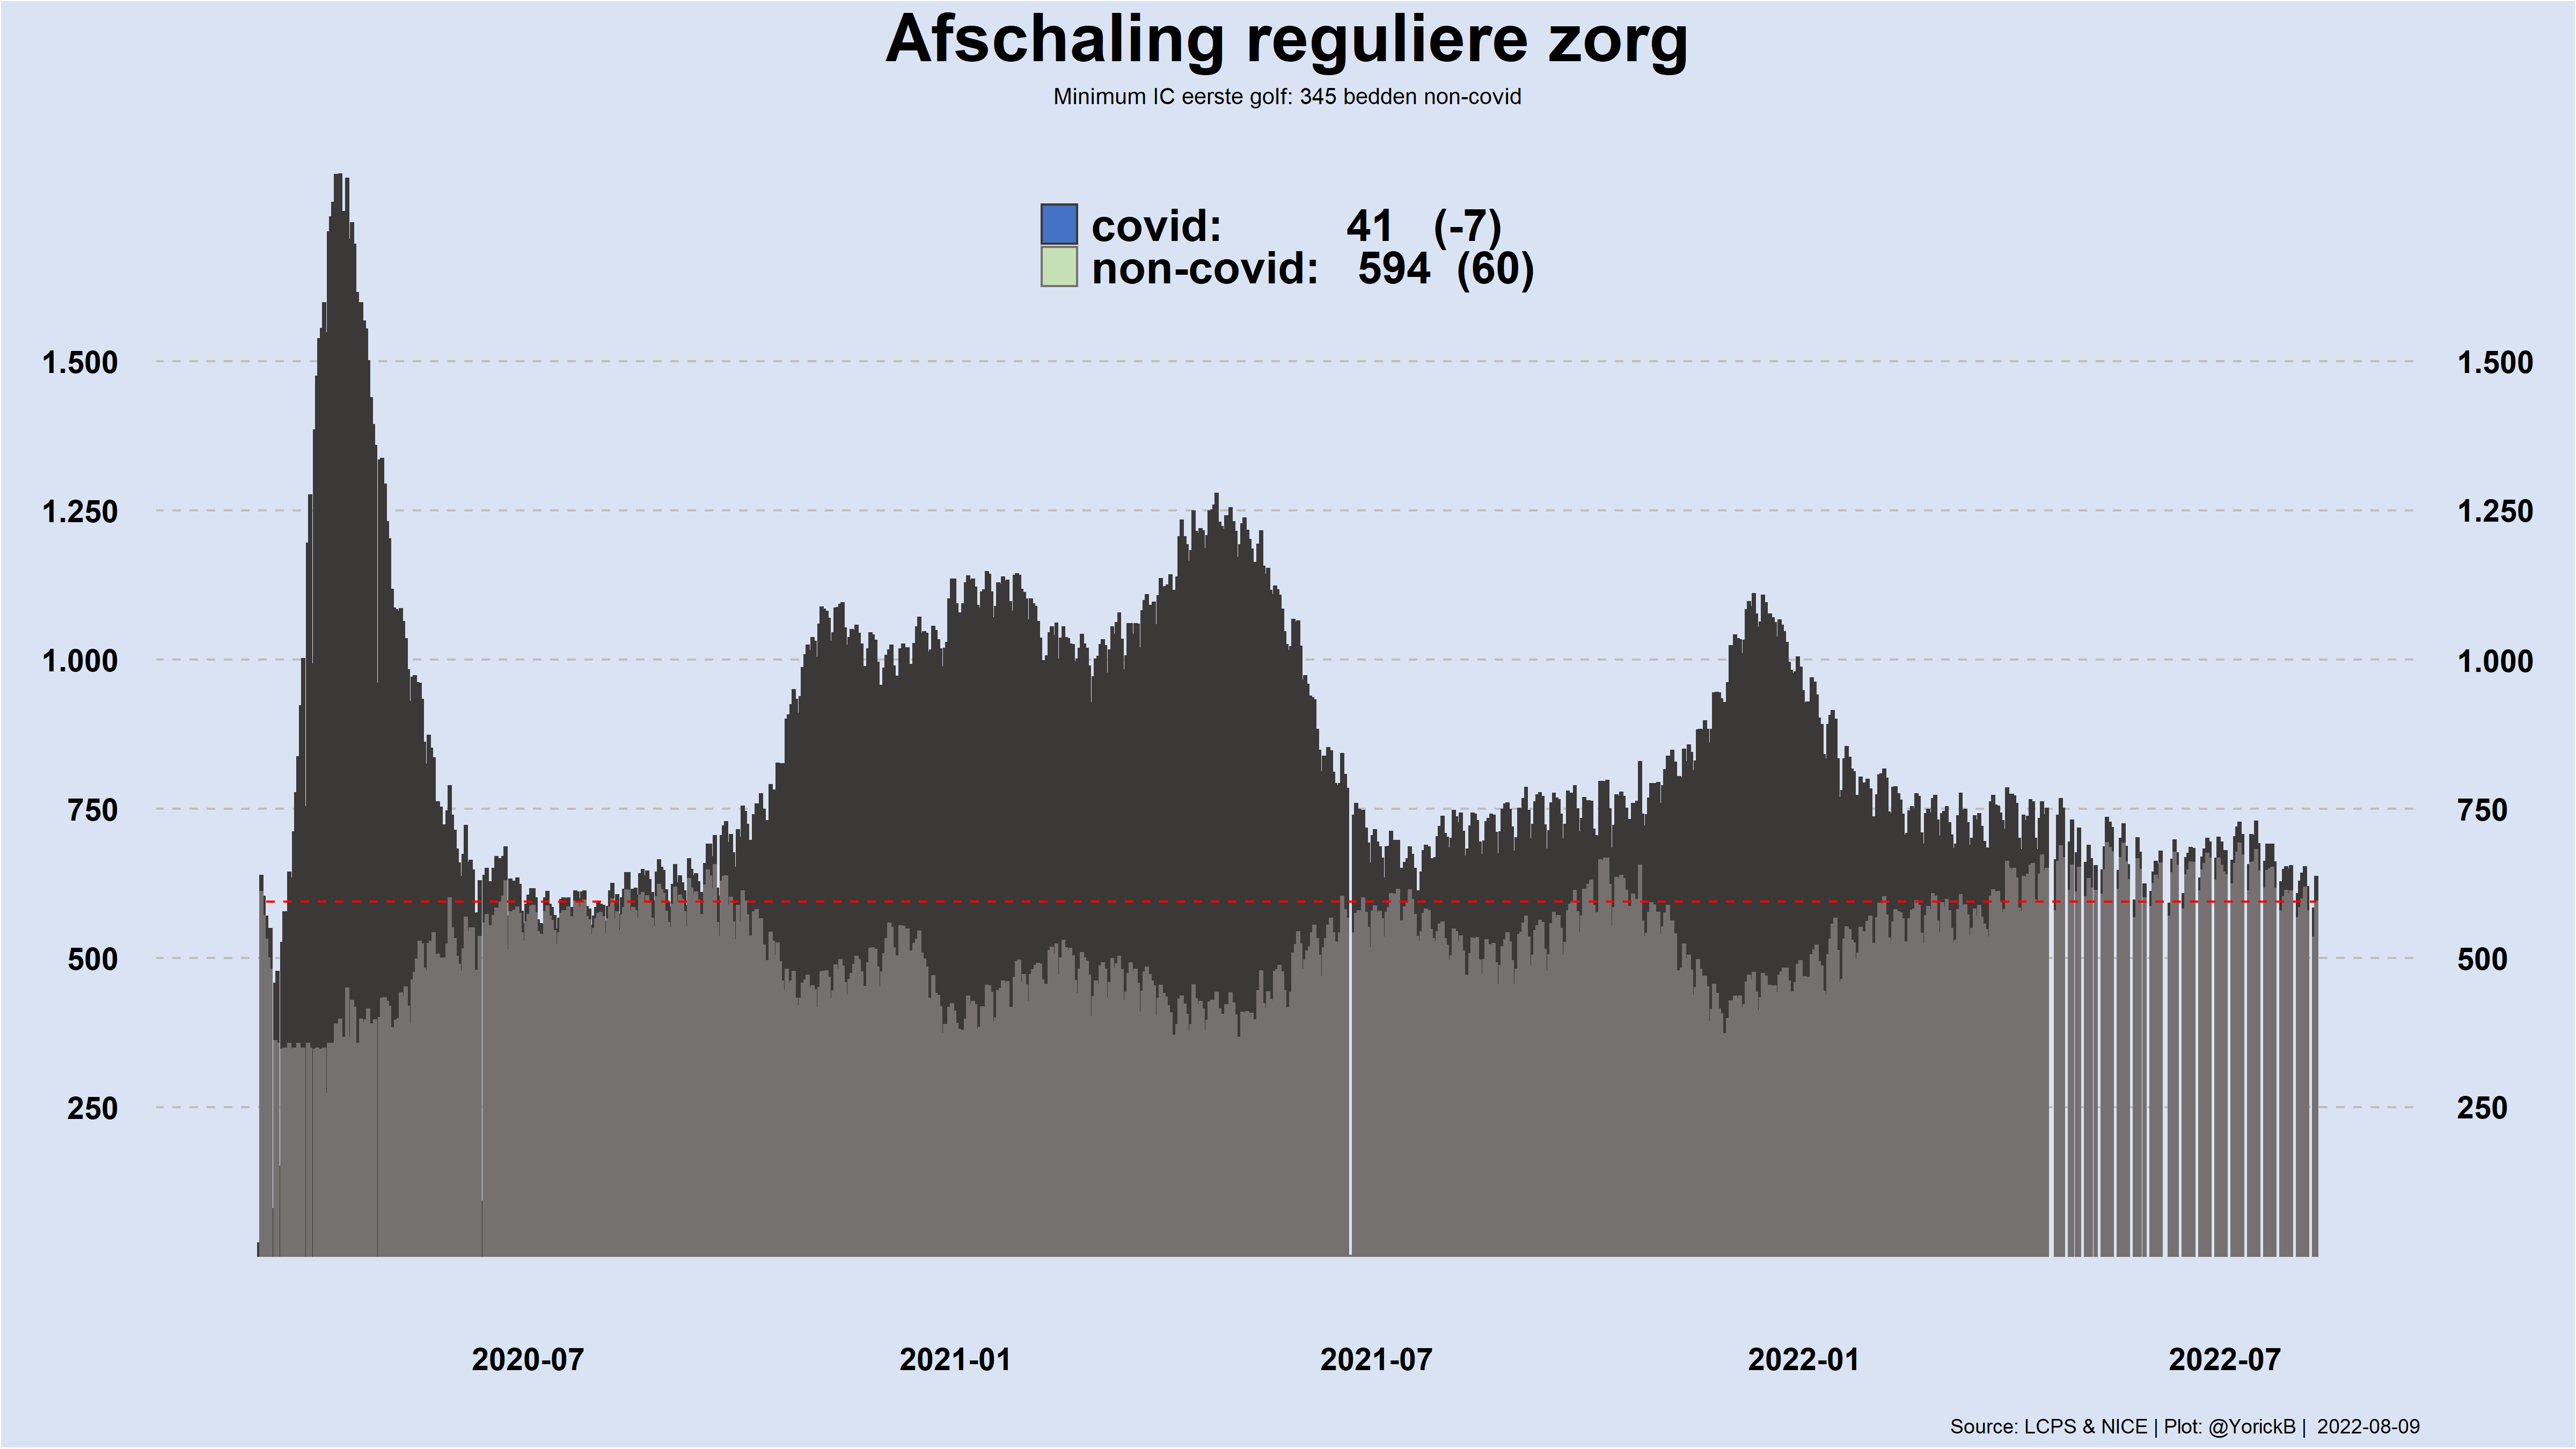 Afschaling reguliere zorg
Minimum IC eerste golf: 345 bedden non-covid
covid: 41 (-7)
non-covid: 594 (60)
1.500 1.500
1.250 1.250
1.000 1.000
750 750
500 500
250 250
2020-07 2021-01 2021-07 2022-01 2022-07
Source: LCPS & NICE | Plot: @YorickB | 2022-08-09